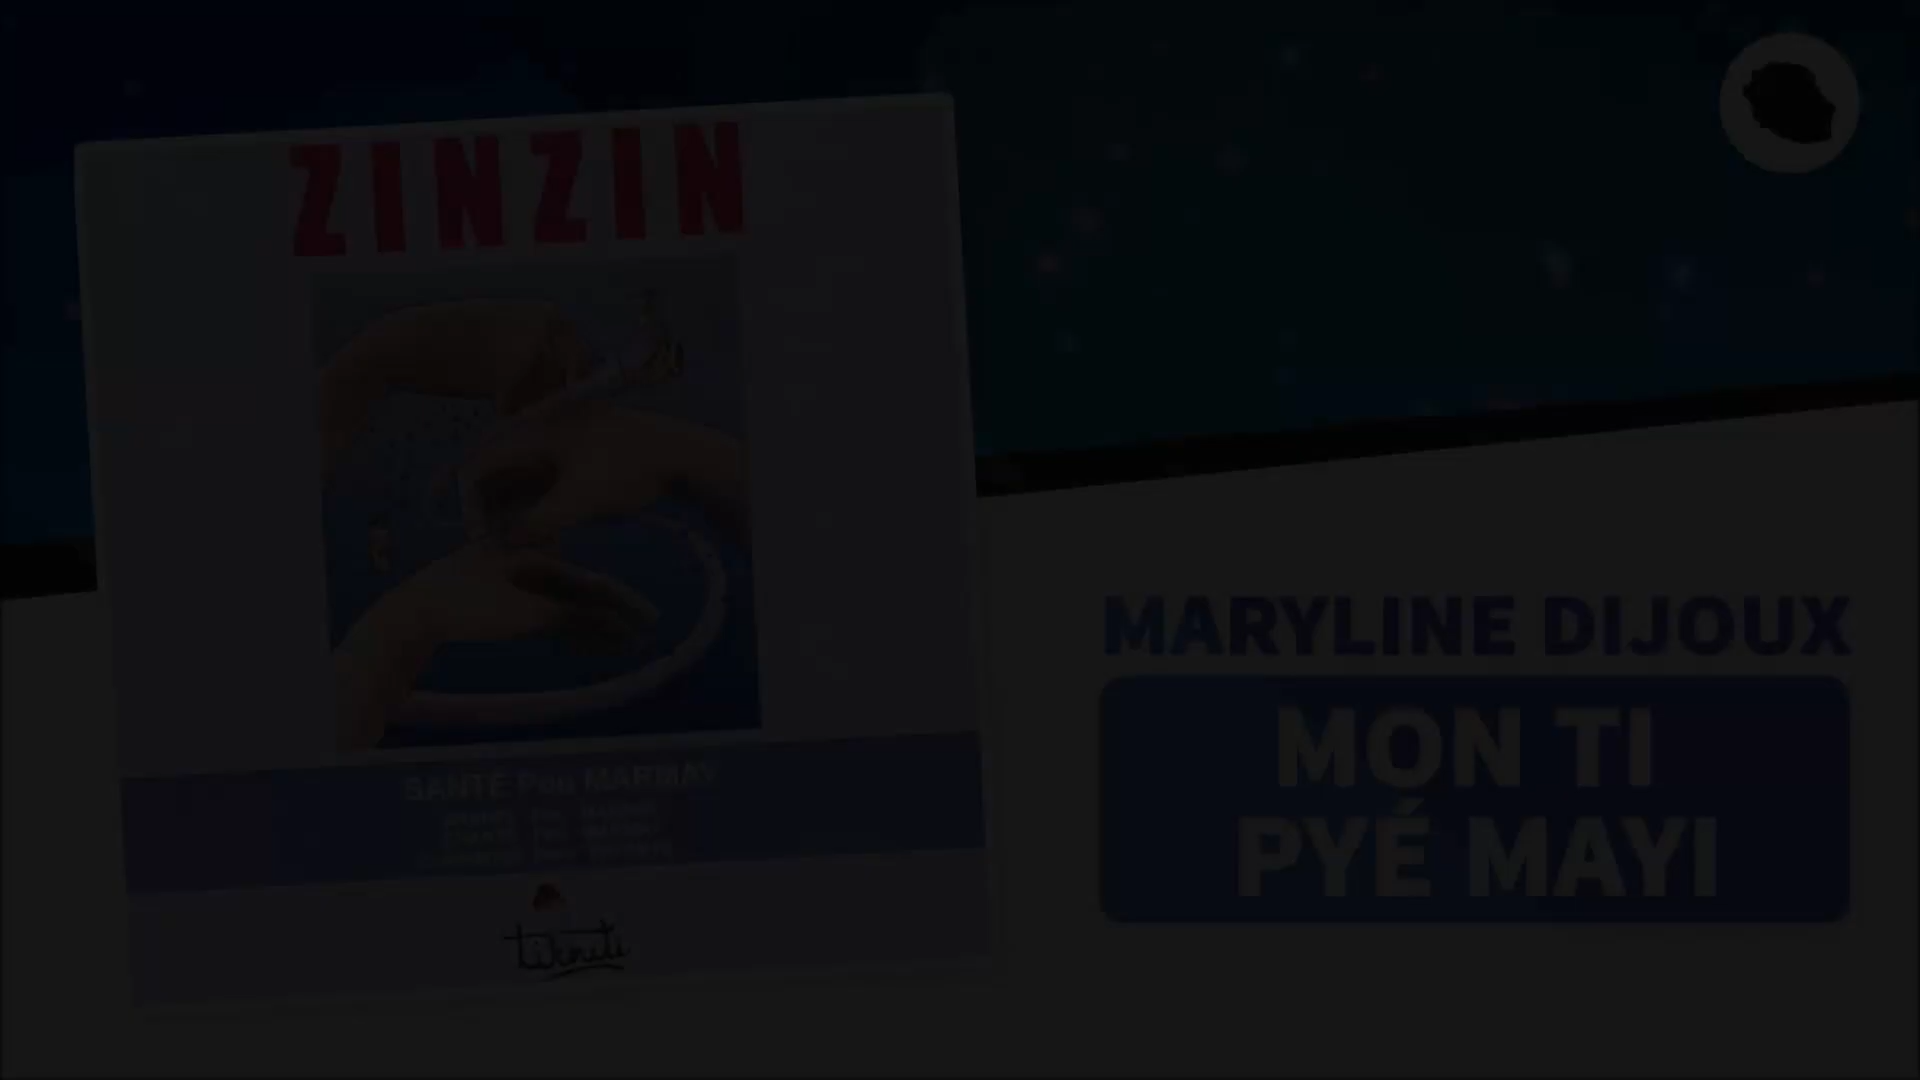 ZINZIN
SANTÉ Pou MARMAY
MARYLINE DIJOUX
MON TI
PYÉ MAYI